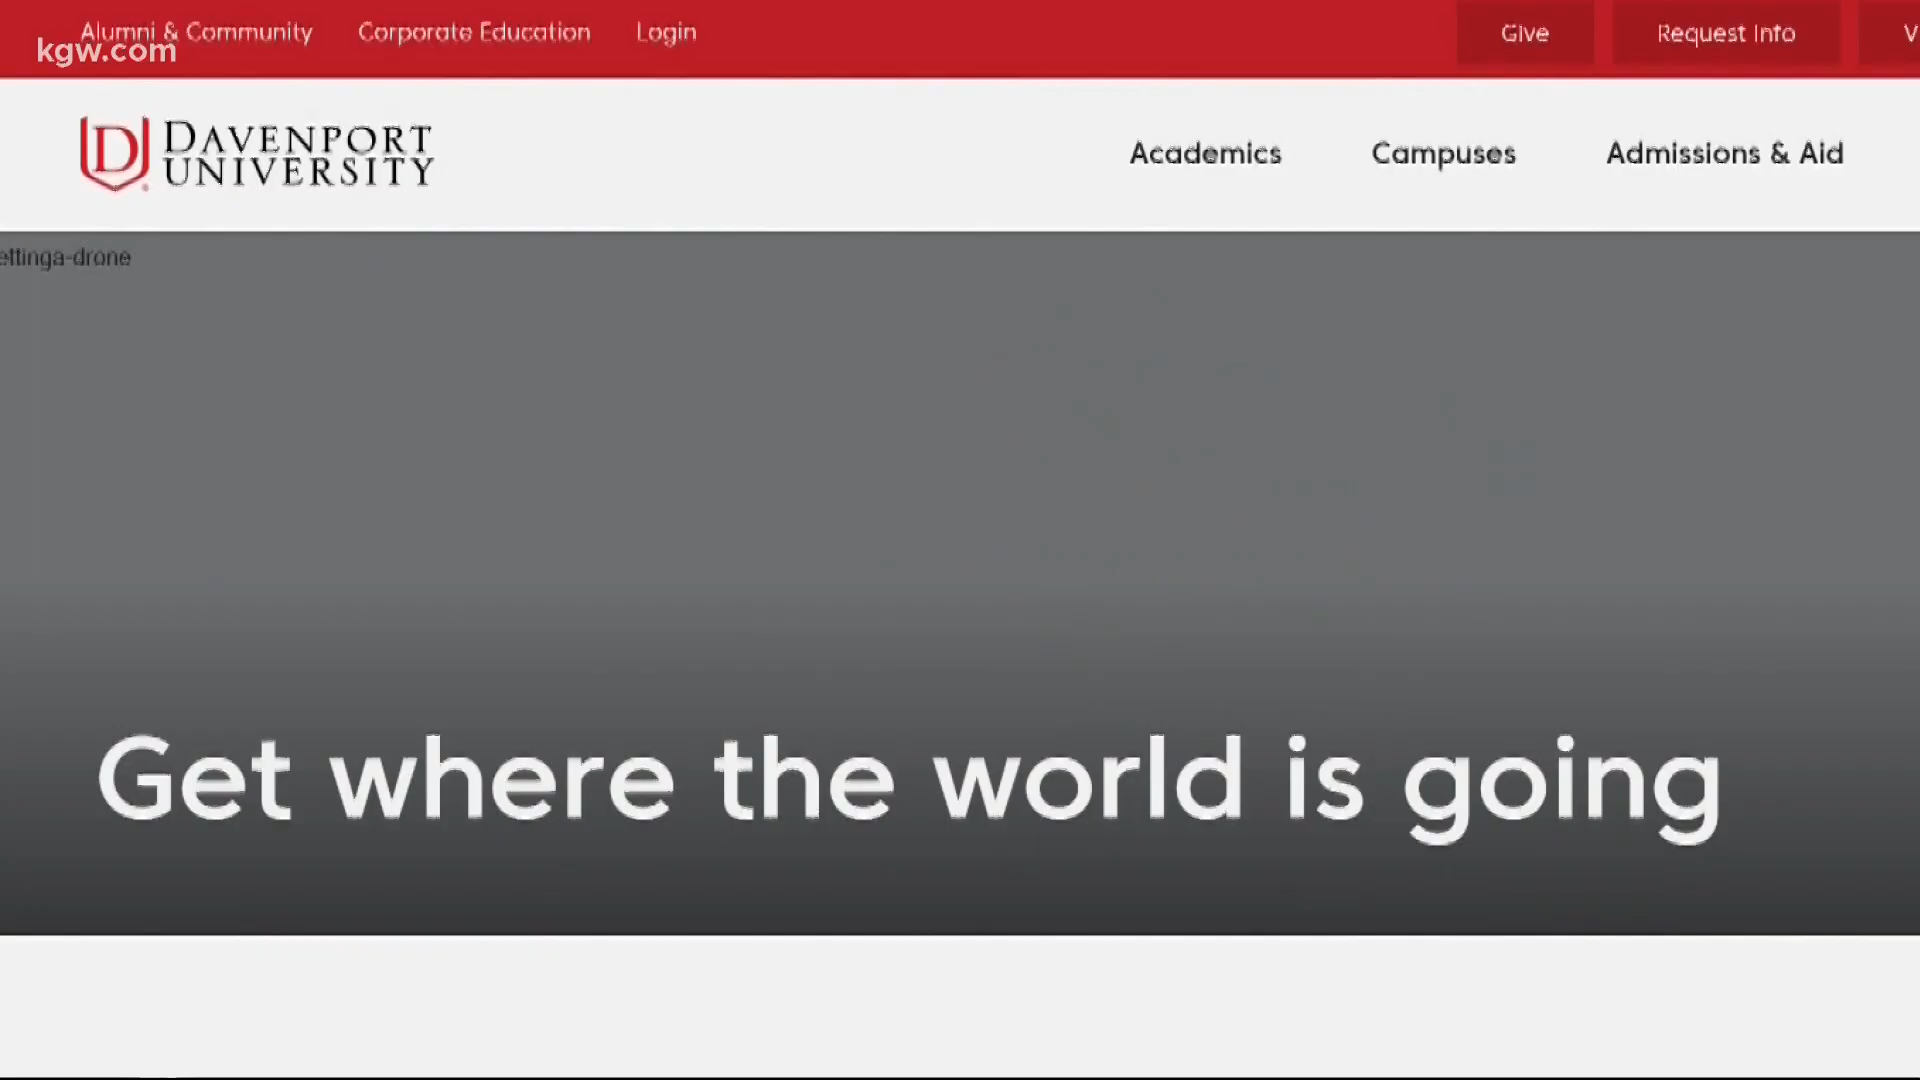 Alumni & Community Corporate Education Login Give Request Info V
kgw.com
DAVENPORT
UNIVERSITY
Academics Campuses Admissions & Aid
ettinga-drone
Get where the world is going